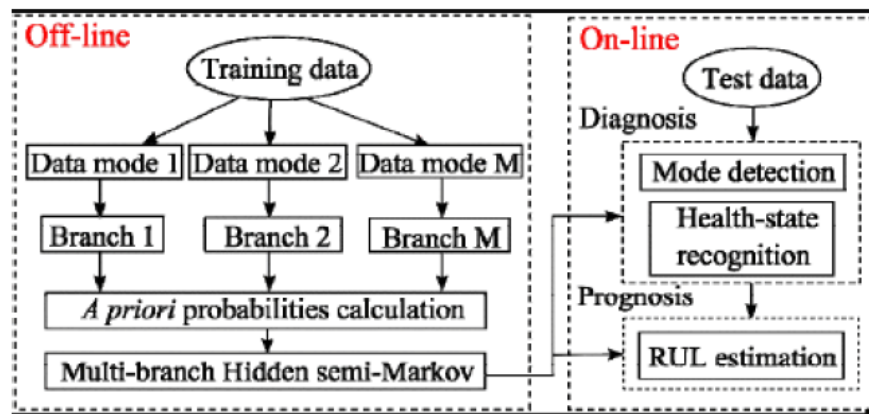 Off-line
Training data
Data mode 1 Data mode 2 Data mode M
Branch 1 Branch 2 Branch M
A priori probabilities calculation
Multi-branch Hidden semi-Markov
On-line
Test data
Diagnosis
Mode detection
Health-state
recognition
Prognosis
RUL estimation